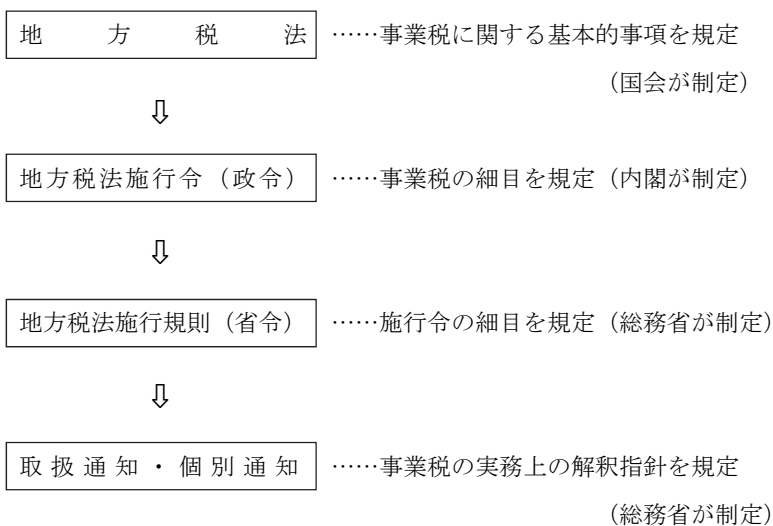 地方税法 ……事業税に関する基本的事項を規定
（国会が制定）
⇩
地方税法施行令（政令） ……事業税の細目を規定（内閣が制定）
⇩
地方税法施行規則（省令） ……施行令の細目を規定（総務省が制定）
⇩
取扱通知・個別通知 ……事業税の実務上の解釈指針を規定
（総務省が制定）